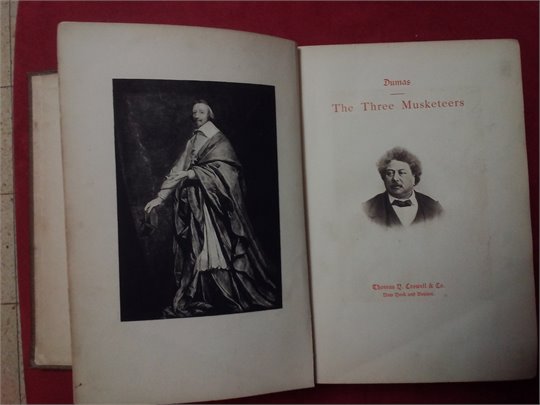 Dumas
The Three Musketeers
Thomas Y. Crowell & Co.
New York and Boston